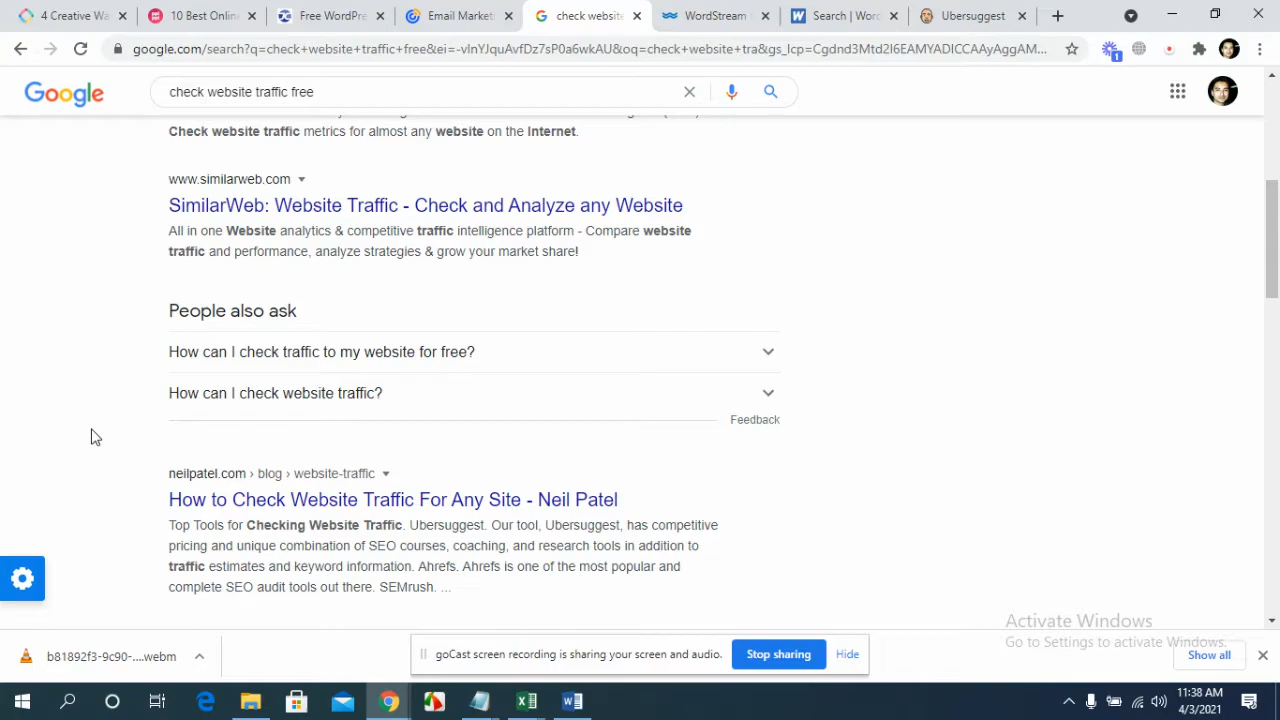 4 Creative Wa
10 Best Onlin
Free WordPre
Email Market
check website
WordStream
Search | Word
Ubersuggest
google.com/search?q=check+website+traffic+free&ei=-vlnYJquAvfDz7sP0a6wkAU&oq=check+website+tra&gs_lcp=Cgdnd3Mtd2l6EAMYADICCAAyAggAM...
1
Google
check website traffic free
Check website traffic metrics for almost any website on the Internet.
www.similarweb.com
SimilarWeb: Website Traffic - Check and Analyze any Website
All in one Website analytics & competitive traffic intelligence platform - Compare website
traffic and performance, analyze strategies & grow your market share!
People also ask
How can I check traffic to my website for free?
How can I check website traffic?
Feedback
neilpatel.com › blog › website-traffic
How to Check Website Traffic For Any Site - Neil Patel
Top Tools for Checking Website Traffic. Ubersuggest. Our tool, Ubersuggest, has competitive
pricing and unique combination of SEO courses, coaching, and research tools in addition to
traffic estimates and keyword information. Ahrefs. Ahrefs is one of the most popular and
complete SEO audit tools out there. SEMrush. ...
Activate Windows
Go to Settings to activate Windows.
b81892f3-9c90-....webm
goCast screen recording is sharing your screen and audio.
Stop sharing
Hide
Show all
11:38 AM
4/3/2021